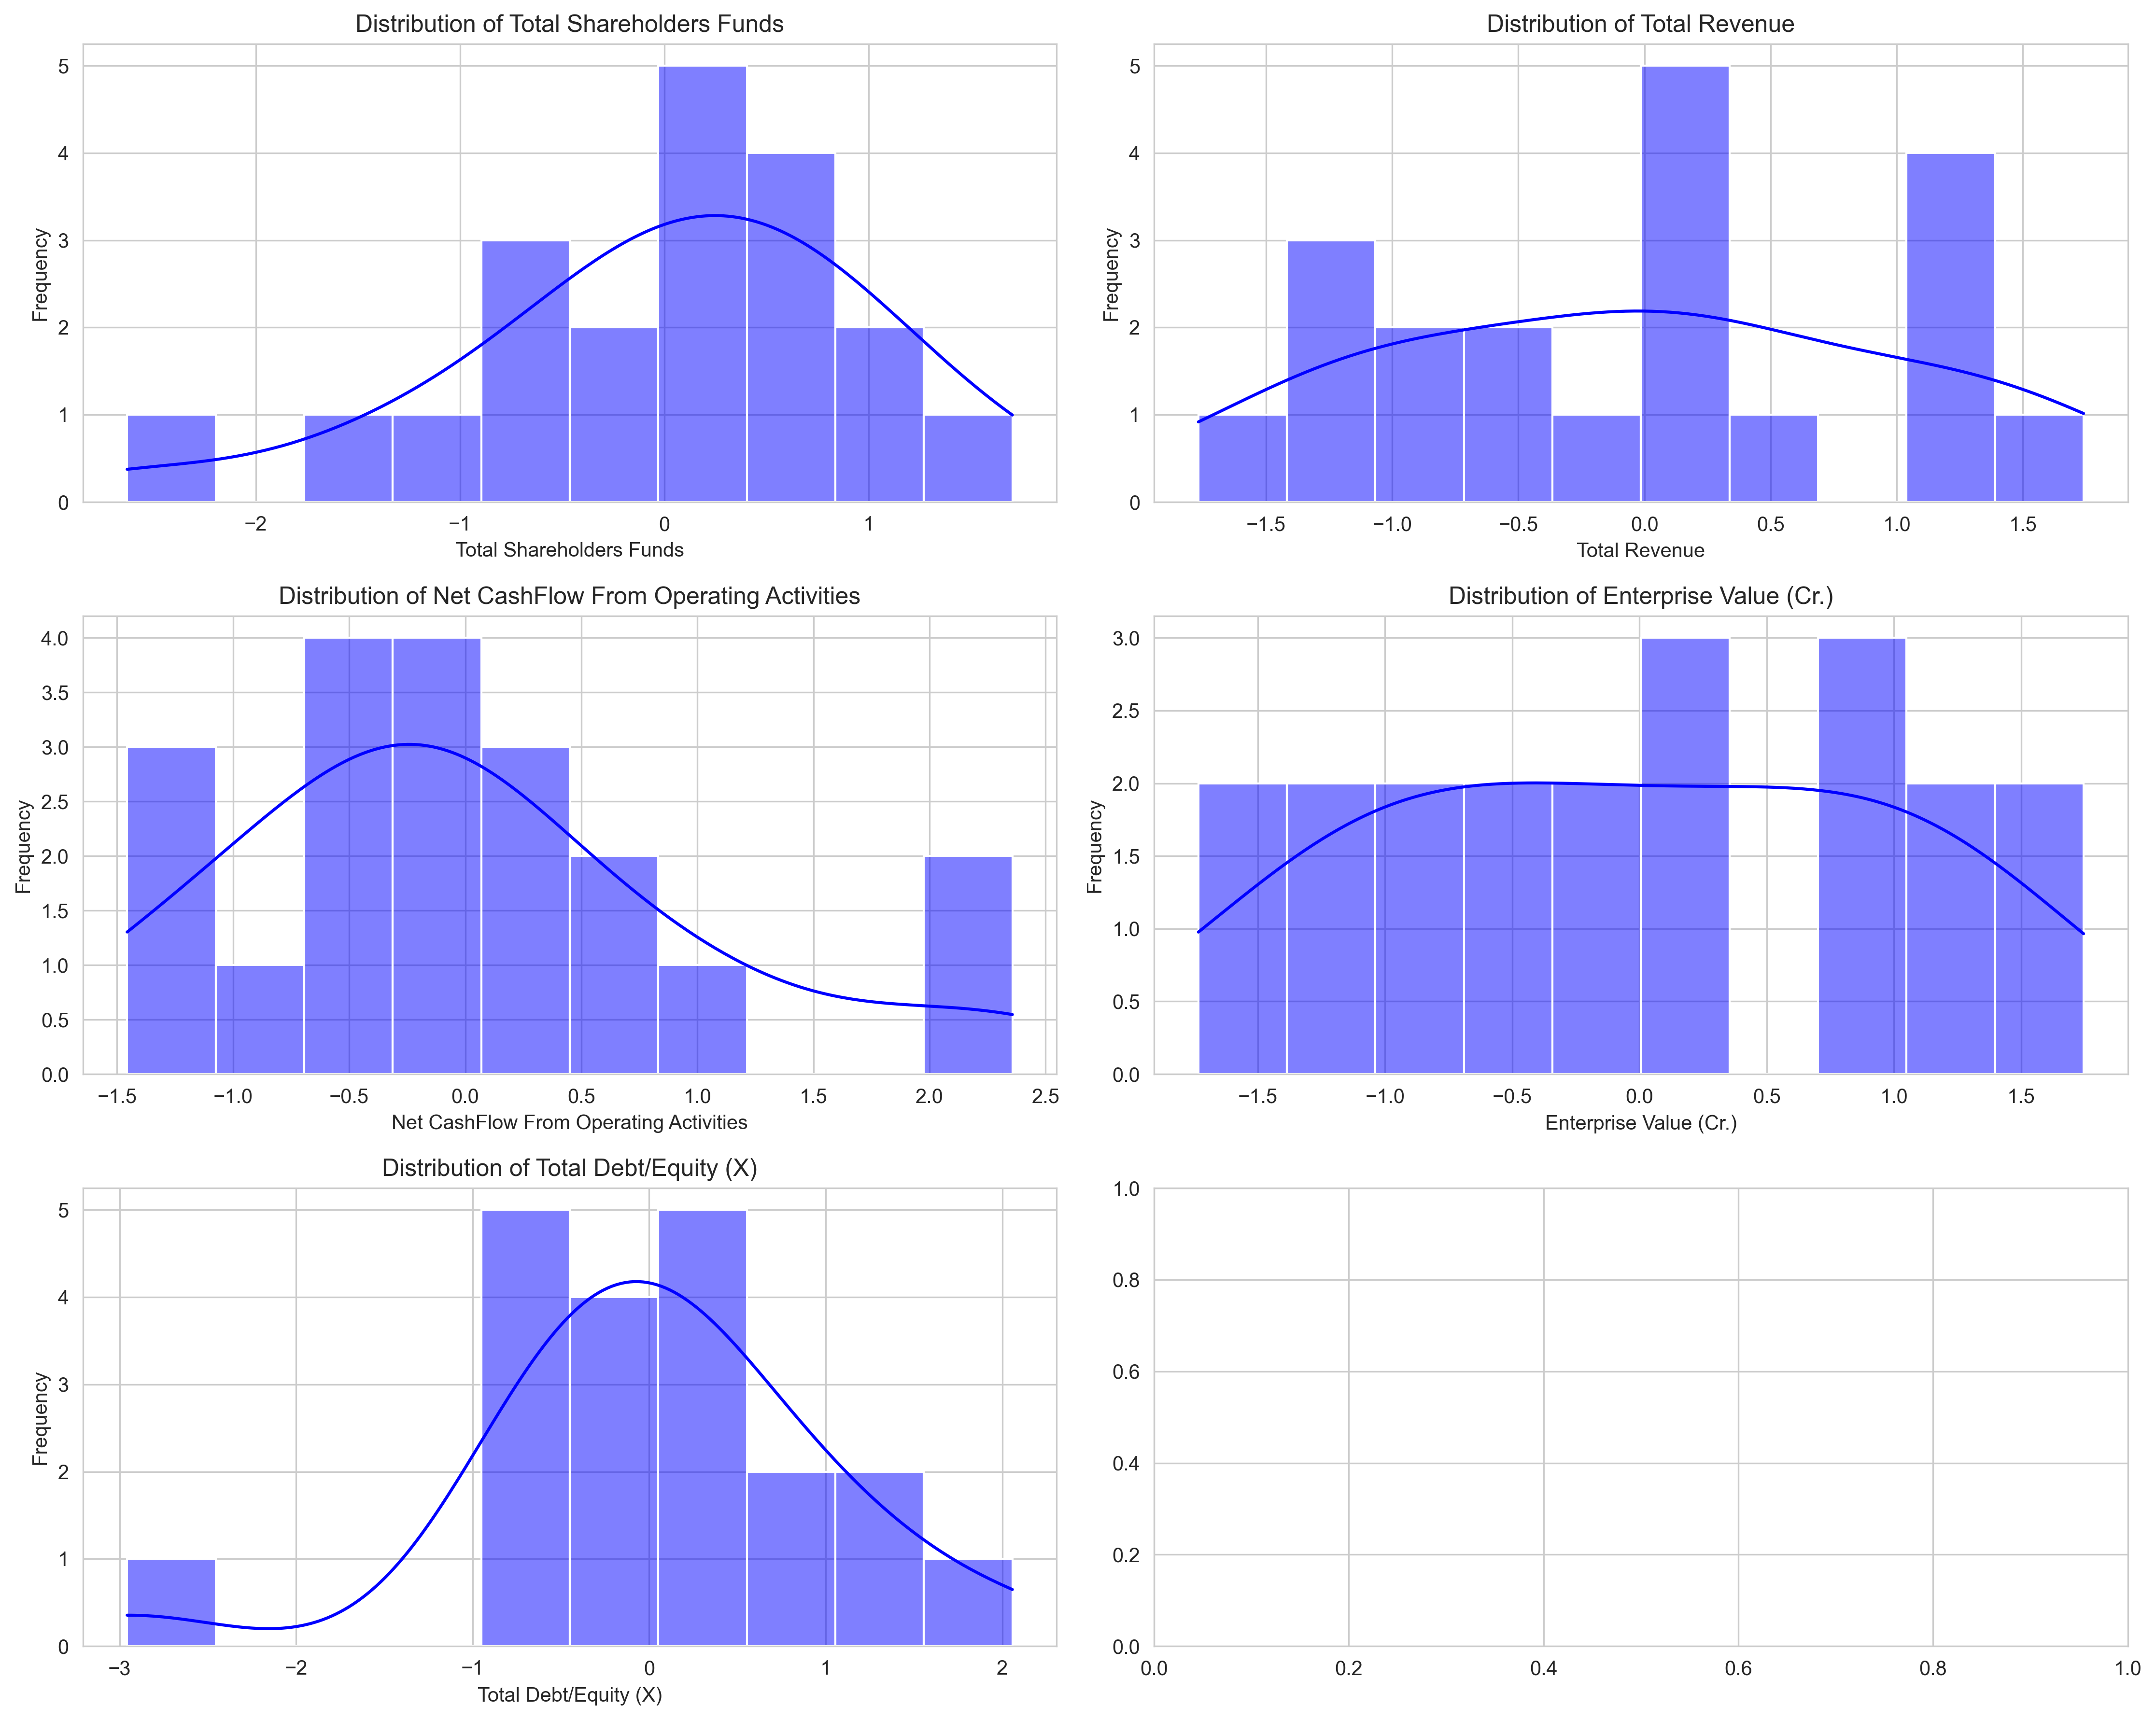 Distribution of Total Shareholders Funds
5
4
3
2
1
0
Frequency
−2 −1 0 1
Total Shareholders Funds
Distribution of Total Revenue
5
4
3
2
1
0
Frequency
−1.5 −1.0 −0.5 0.0 0.5 1.0 1.5
Total Revenue
Distribution of Net CashFlow From Operating Activities
4.0
3.5
3.0
2.5
2.0
1.5
1.0
0.5
0.0
Frequency
−1.5 −1.0 −0.5 0.0 0.5 1.0 1.5 2.0 2.5
Net CashFlow From Operating Activities
Distribution of Enterprise Value (Cr.)
3.0
2.5
2.0
1.5
1.0
0.5
0.0
Frequency
−1.5 −1.0 −0.5 0.0 0.5 1.0 1.5
Enterprise Value (Cr.)
Distribution of Total Debt/Equity (X)
5
4
3
2
1
0
Frequency
−3 −2 −1 0 1 2
Total Debt/Equity (X)
1.0
0.8
0.6
0.4
0.2
0.0
0.0 0.2 0.4 0.6 0.8 1.0